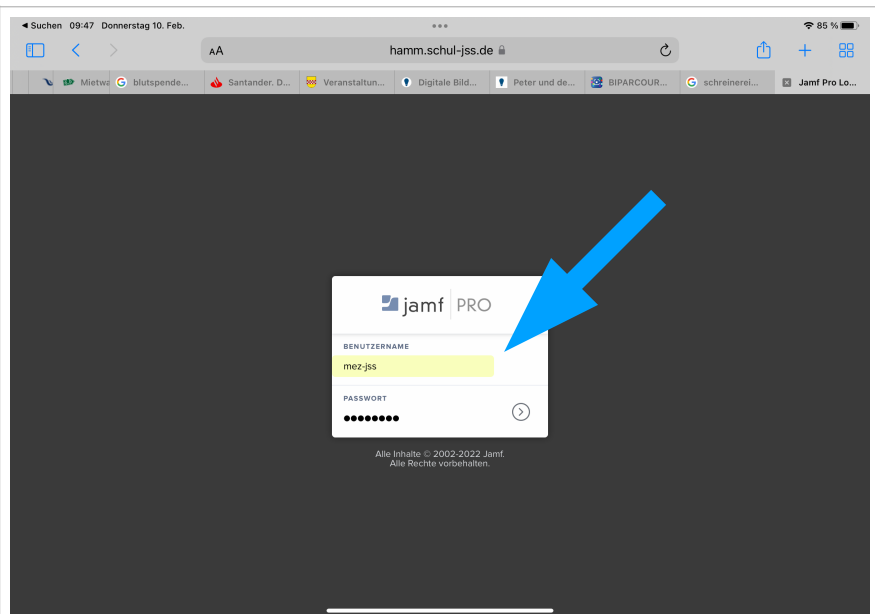 Suchen 09:47 Donnerstag 10. Feb.
85 %
AA hamm.schul-jss.de
Mietwa blutspende... Santander. D... Veranstaltun... Digitale Bild... Peter und de... BIPARCOUR... schreinerei... Jamf Pro Lo...
jamf PRO
BENUTZERNAME
mez-jss
PASSWORT
Alle Inhalte © 2002-2022 Jamf.
Alle Rechte vorbehalten.